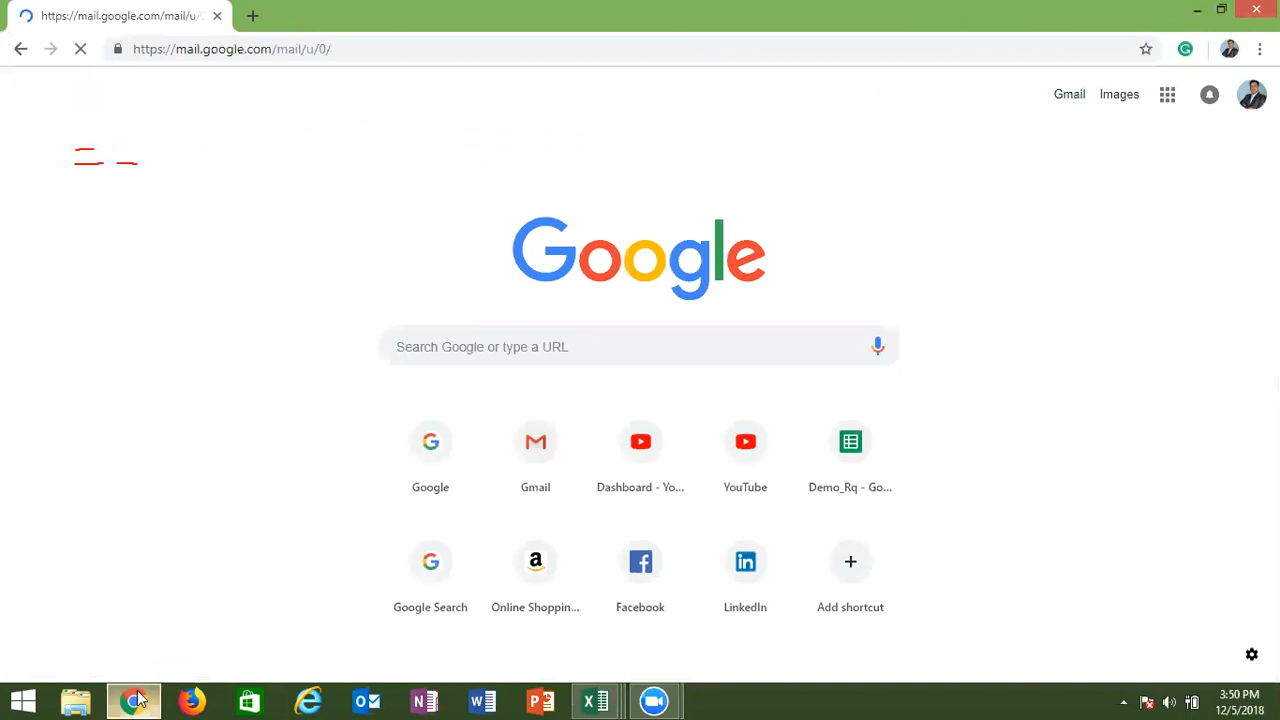 https://mail.google.com/mail/u/0
https://mail.google.com/mail/u/0/
Gmail Images
Google
Search Google or type a URL
Google Gmail Dashboard - Yo... YouTube Demo_Rq - Go...
Google Search Online Shoppin... Facebook LinkedIn Add shortcut
3:50 PM
12/5/2018